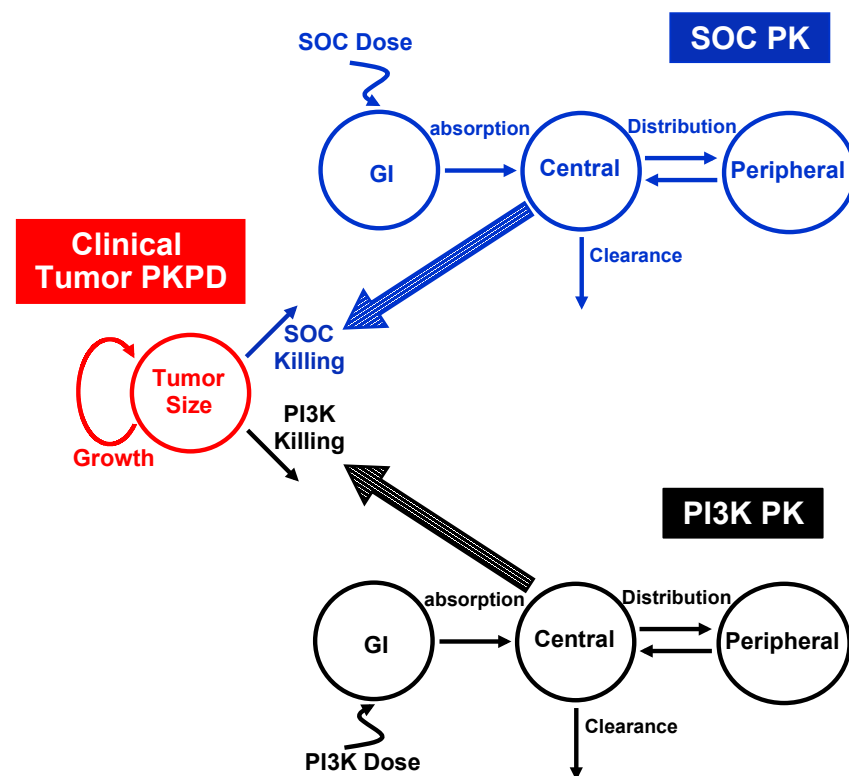 SOC Dose
SOC PK
absorption
Distribution
GI
Central
Peripheral
Clearance
Clinical
Tumor PKPD
SOC
Killing
Tumor
Size
PI3K
Killing
Growth
PI3K PK
absorption
Distribution
GI
Central
Peripheral
Clearance
PI3K Dose